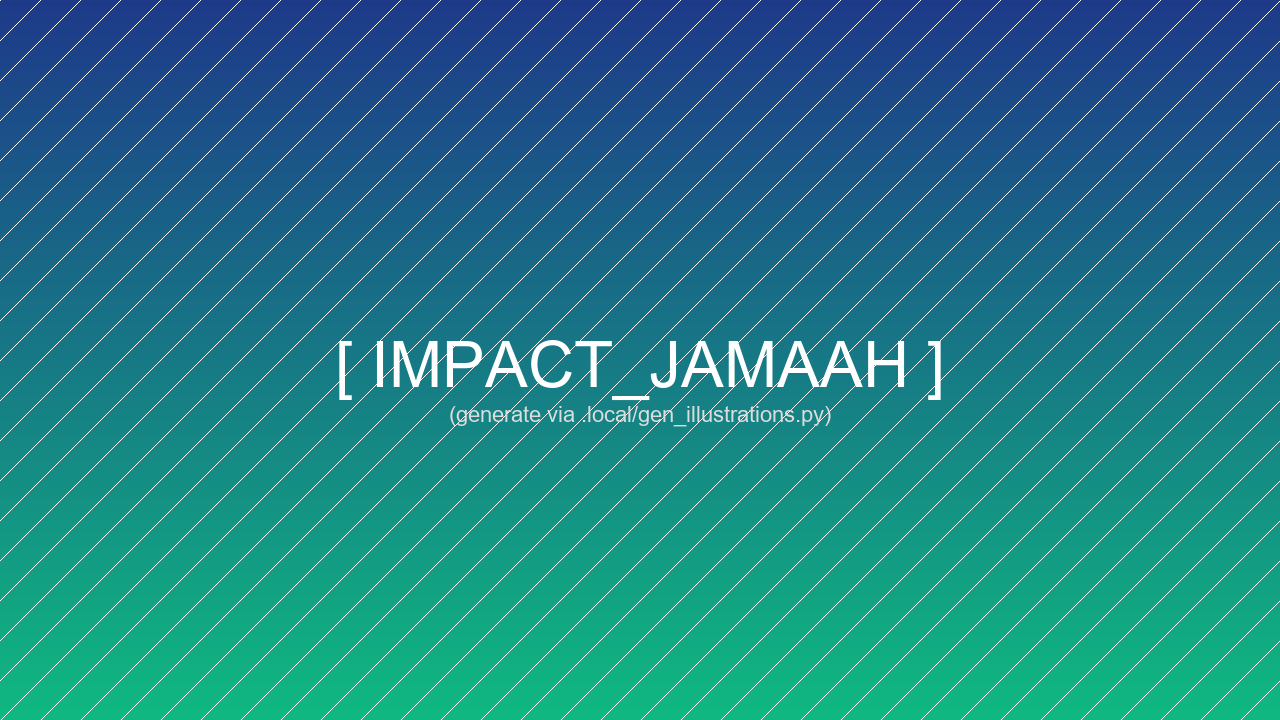 [ IMPACT_JAMAAH ]
(generate via .local/gen_illustrations.py)